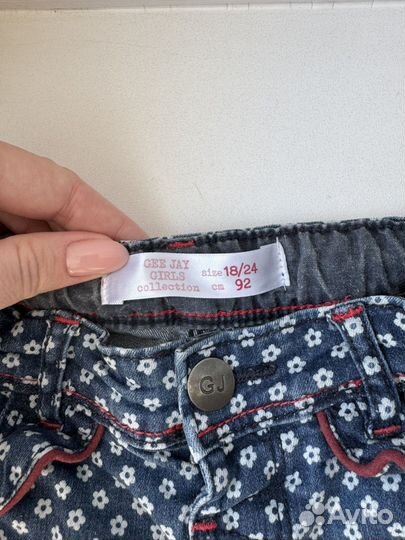 GEE JAY
GIRLS
collection
size 18/24
cm 92
GJ
Avito